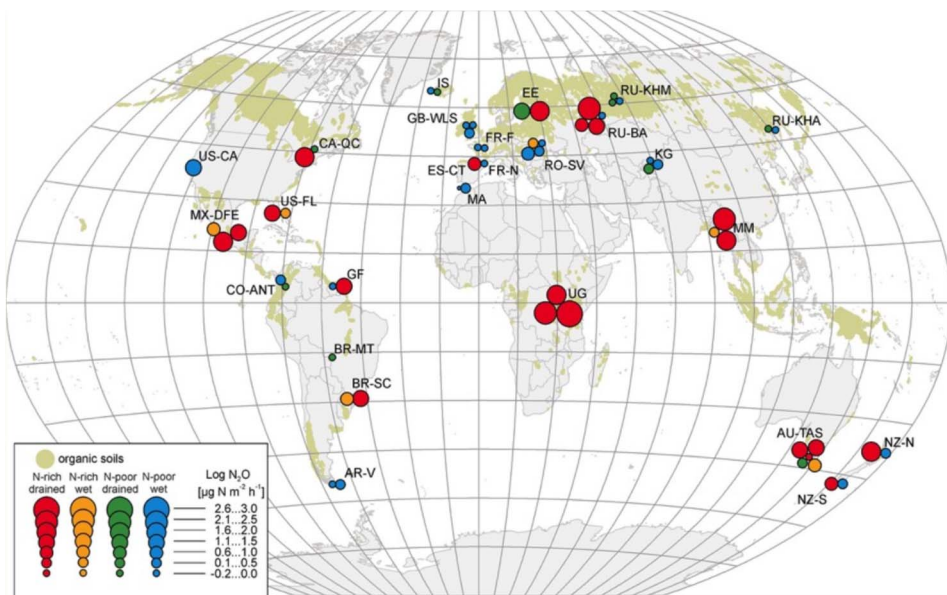 IS
EE
RU-KHM
GB-WLS
RU-KHA
CA-QC
FR-F
RU-BA
US-CA
KG
ES-CT
FR-N
RO-SV
MA
US-FL
MX-DFE
MM
GF
UG
CO-ANT
BR-MT
BR-SC
AU-TAS
NZ-N
AR-V
NZ-S
organic soils
N-rich drained N-rich wet N-poor drained N-poor wet Log N₂O
[µg N m⁻² h⁻¹]
2.6...3.0
2.1...2.5
1.6...2.0
1.1...1.5
0.6...1.0
0.1...0.5
-0.2...0.0